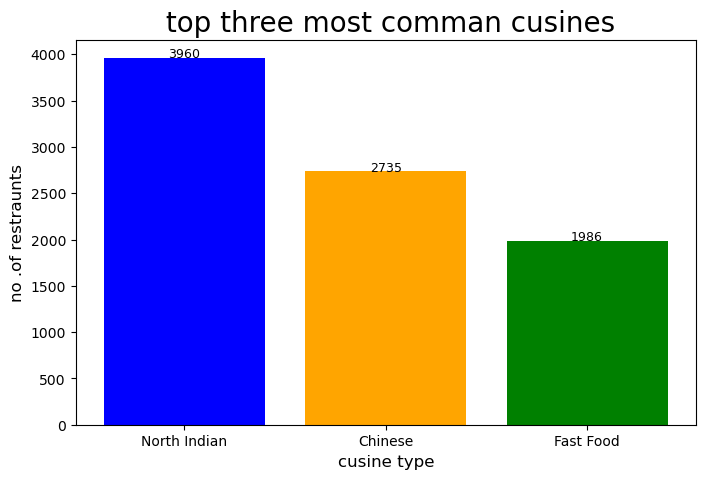 top three most comman cusines
no .of restraunts
4000
3500
3000
2500
2000
1500
1000
500
0
3960
2735
1986
North Indian
Chinese
Fast Food
cusine type